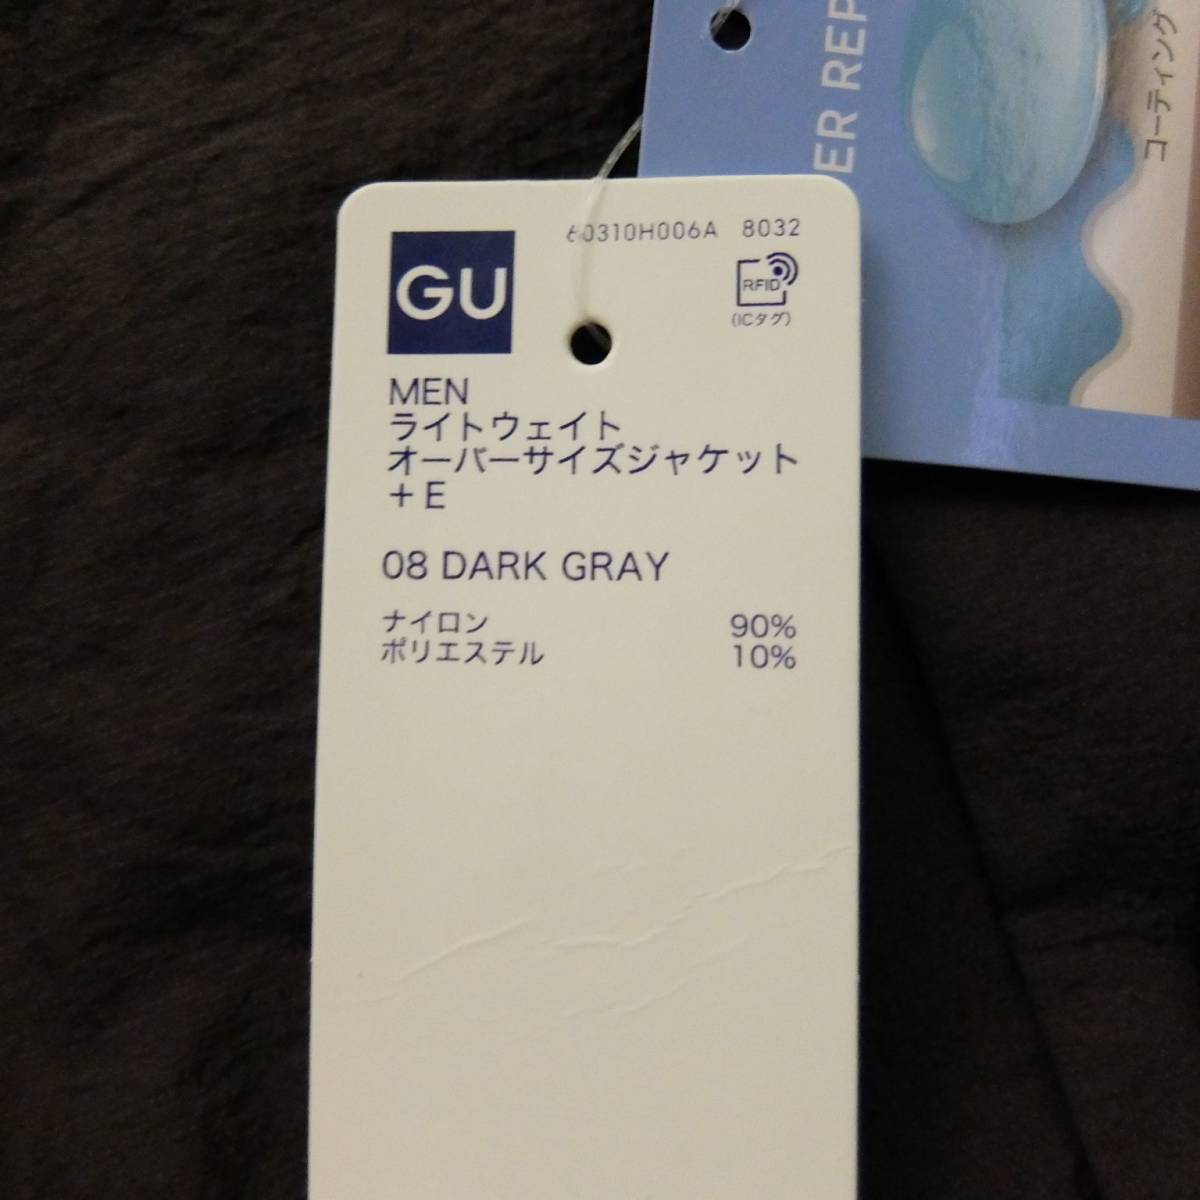 ER REP
コーティング
60310H006A 8032
GU
RFID
(ICタグ)
MEN
ライトウェイト
オーバーサイズジャケット
+E
08 DARK GRAY
ナイロン 90%
ポリエステル 10%